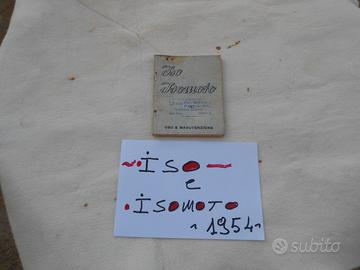 Iso
Isomoto
USO E MANUTENZIONE
ISO
e
ISOMOTO
"1954"
subito